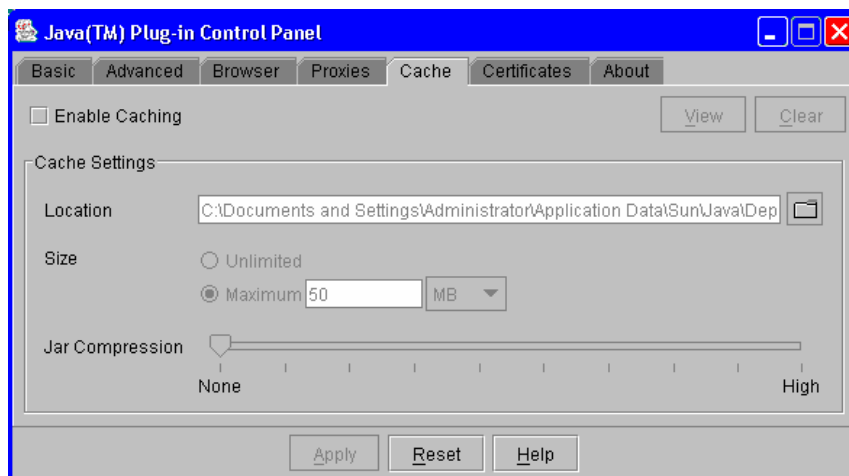 Java(TM) Plug-in Control Panel
Basic Advanced Browser Proxies Cache Certificates About
Enable Caching View Clear
Cache Settings
Location C:\Documents and Settings\Administrator\Application Data\Sun\Java\Dep
Size Unlimited
Maximum 50 MB
Jar Compression
None High
Apply Reset Help